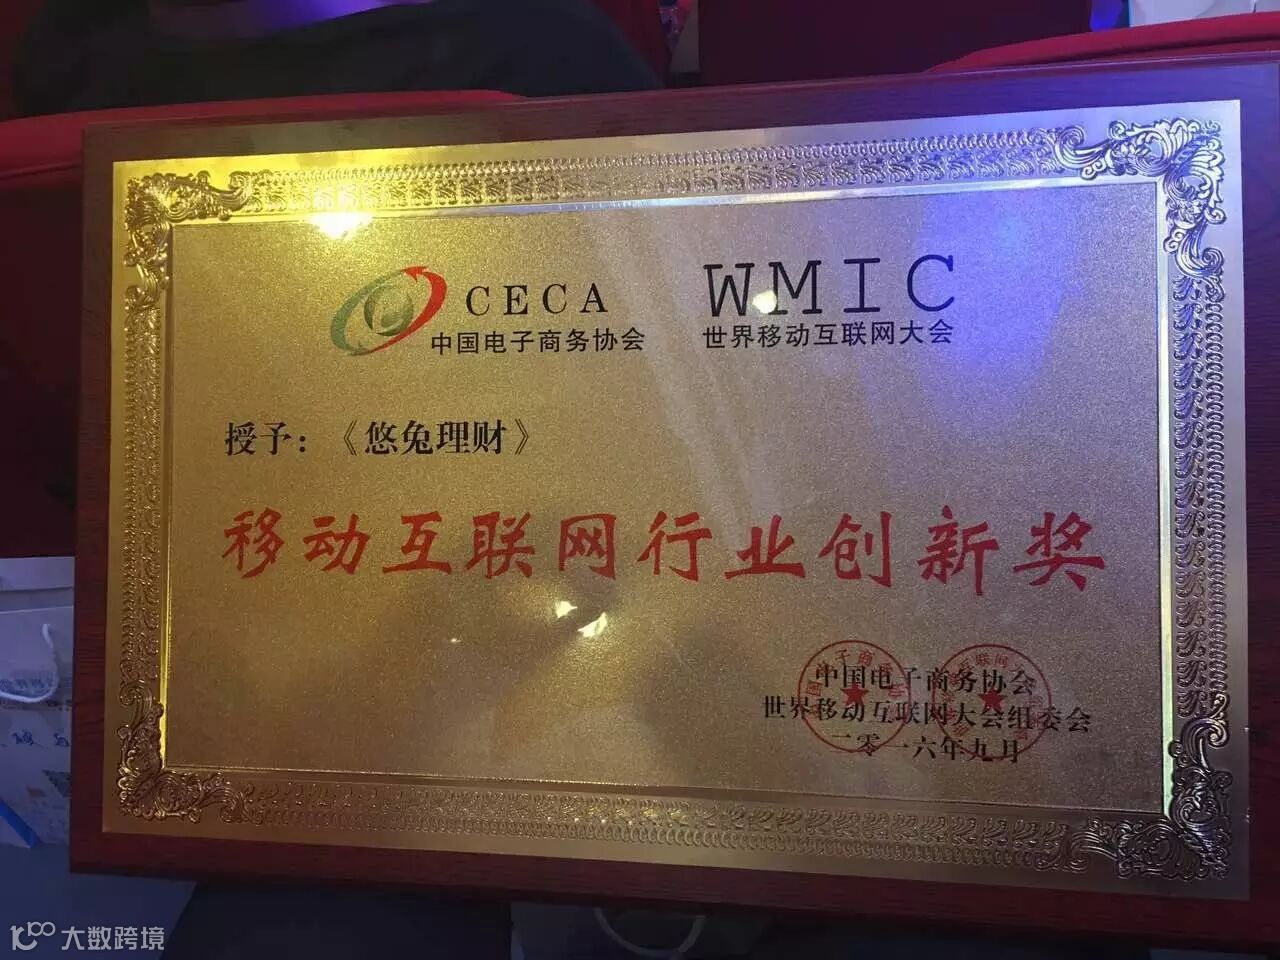 CECA
中国电子商务协会
WMIC
世界移动互联网大会
授予：《悠兔理财》
移动互联网行业创新奖
中国电子商务协会
世界移动互联网大会组委会
二零一六年九月
大数跨境